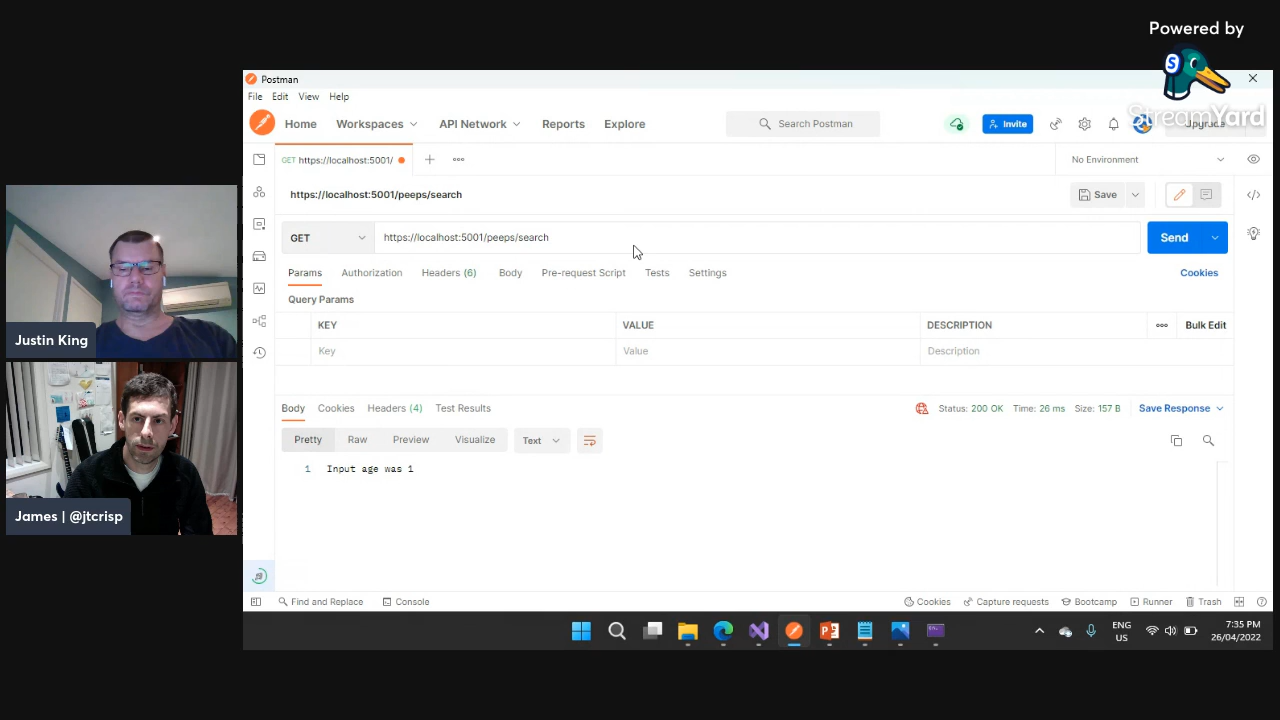 Powered by
S
StreamYard
Postman
File Edit View Help
Home Workspaces API Network Reports Explore Search Postman Invite Upgrade
GET https://localhost:5001/ No Environment
https://localhost:5001/peeps/search Save
GET https://localhost:5001/peeps/search Send
Params Authorization Headers (6) Body Pre-request Script Tests Settings Cookies
Query Params
KEY VALUE DESCRIPTION Bulk Edit
Key Value Description
Body Cookies Headers (4) Test Results Status: 200 OK Time: 26 ms Size: 157 B Save Response
Pretty Raw Preview Visualize Text
1 Input age was 1
Find and Replace Console Cookies Capture requests Bootcamp Runner Trash
ENG
US
7:35 PM
26/04/2022
Justin King
James | @jtcrisp